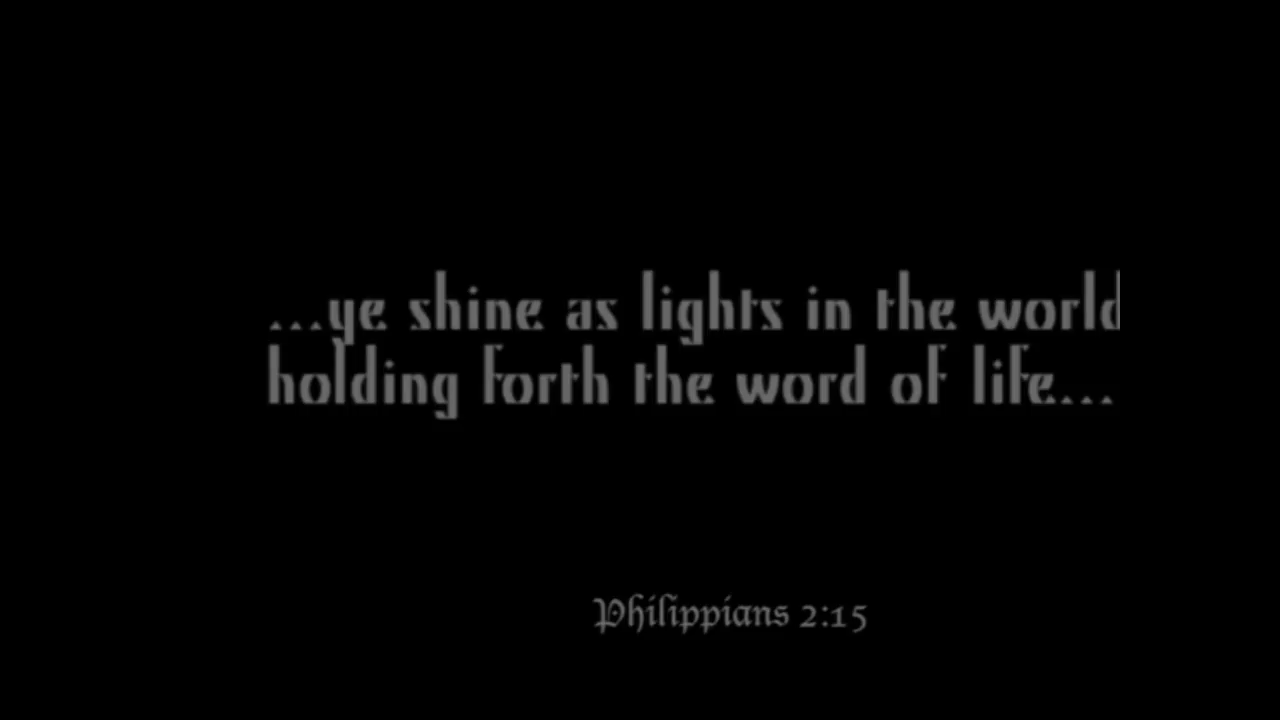 ...ye shine as lights in the world
holding forth the word of life...
Philippians 2:15